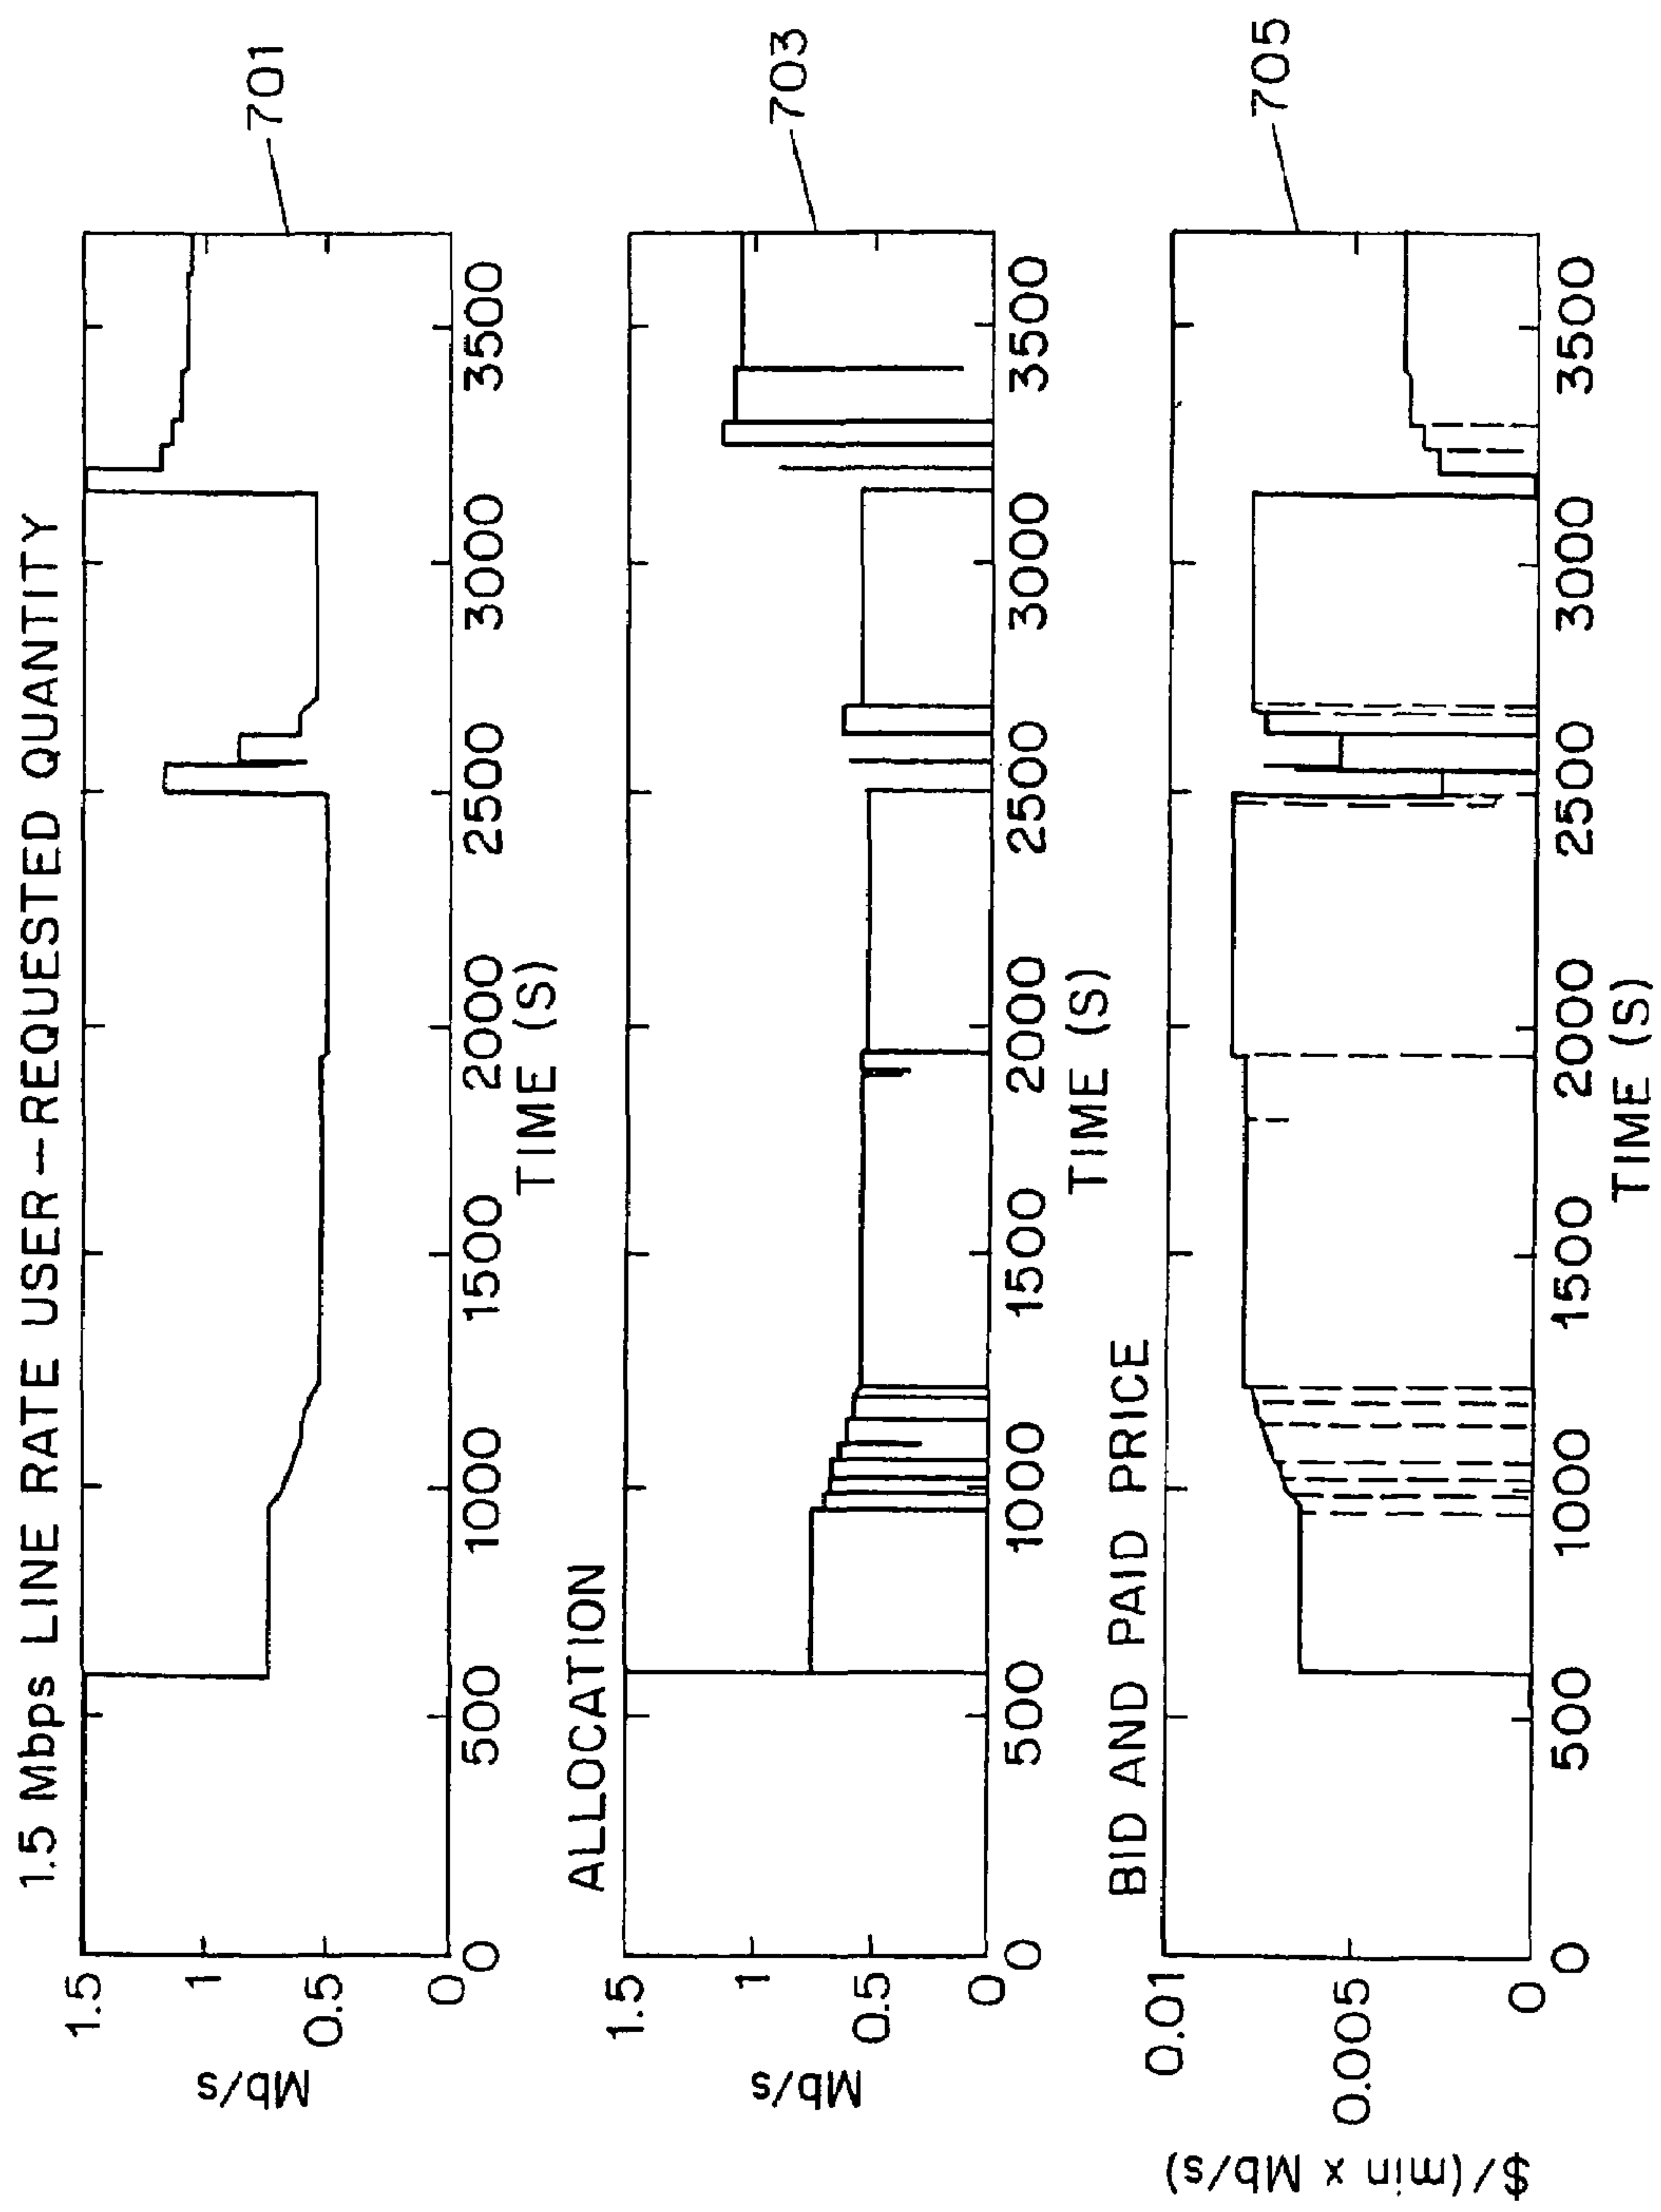 1.5 Mbps LINE RATE USER--REQUESTED QUANTITY
1.5
1
0.5
0
Mb/s
0 500 1000 1500 2000 2500 3000 3500
TIME (S)
701
ALLOCATION
1.5
1
0.5
0
Mb/s
0 500 1000 1500 2000 2500 3000 3500
TIME (S)
703
BID AND PAID PRICE
0.01
0.005
0
$/(min x Mb/s)
0 500 1000 1500 2000 2500 3000 3500
TIME (S)
705